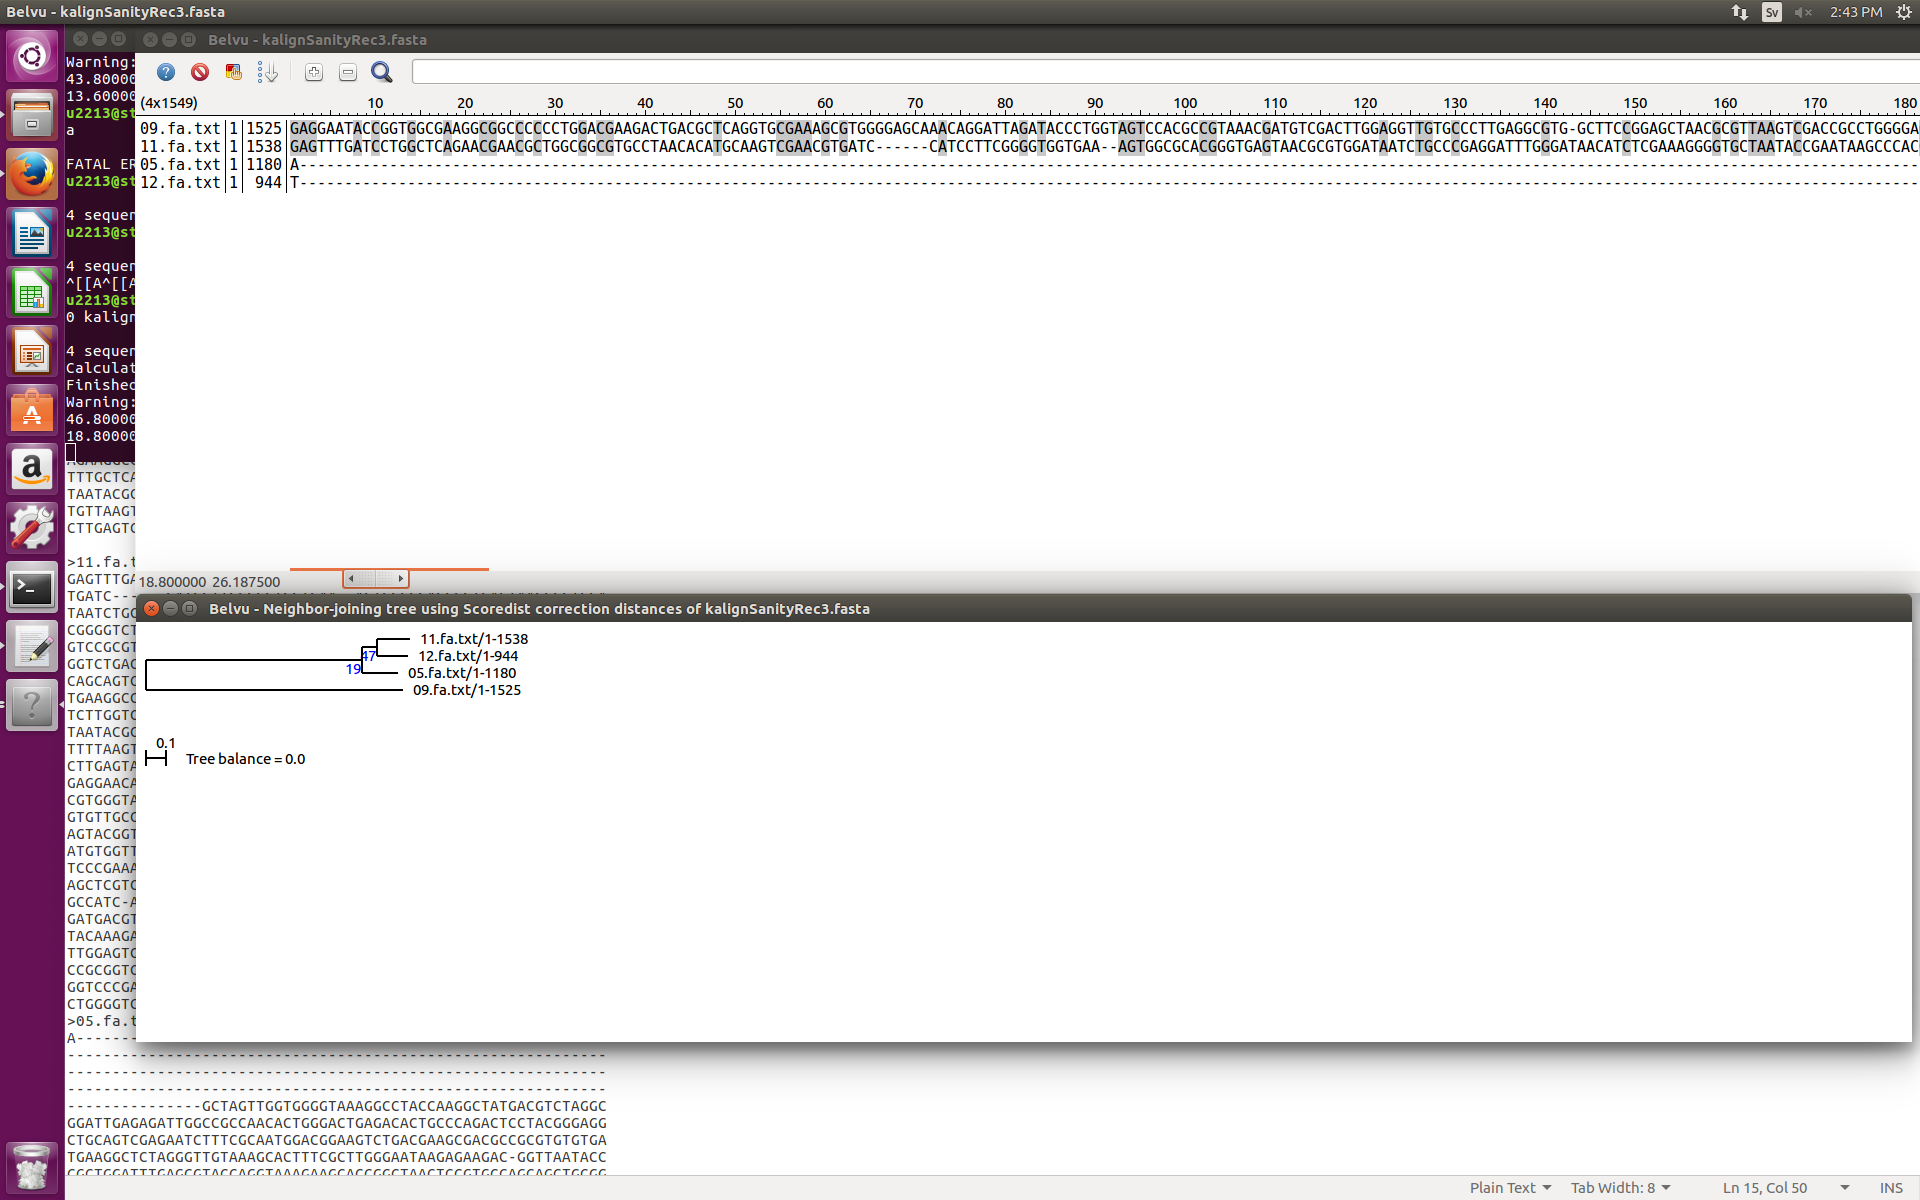 Belvu - kalignSanityRec3.fasta
Sv
2:43 PM
Belvu - kalignSanityRec3.fasta
(4x1549) 10 20 30 40 50 60 70 80 90 100 110 120 130 140 150 160 170 180
09.fa.txt 1 1525
11.fa.txt 1 1538
05.fa.txt 1 1180 A
12.fa.txt 1 944 T
Warning:
43.80000
13.60000
u2213@st
a
FATAL ER
u2213@st
4 sequen
u2213@st
4 sequen
^[[A^[[A
u2213@st
0 kalign
4 sequen
Calculat
Finished
Warning:
46.80000
18.80000
TTTGCTCA
TAATACGC
TGTTAAGT
CTTGAGTC
>11.fa.t
GAGTTTGA
TGATC---
TAATCTGC
CGGGGTCT
GTCCGCGT
GGTCTGAC
CAGCAGTC
TGAAGGCC
TCTTGGTC
TAATACGC
TTTTAAGT
CTTGAGTA
GAGGAACA
CGTGGGTA
GTGTTGCC
AGTACGGT
ATGTGGTT
TCCCGAAA
AGCTCGTC
GCCATC-A
GATGACGT
TACAAAGA
TTGGAGTC
CCGCGGTC
GGTCCCGA
CTGGGGTC
>05.fa.t
A-------
18.800000 26.187500
Belvu - Neighbor-joining tree using Scoredist correction distances of kalignSanityRec3.fasta
11.fa.txt/1-1538
47 12.fa.txt/1-944
19 05.fa.txt/1-1180
09.fa.txt/1-1525
0.1
Tree balance = 0.0
---------------GCTAGTTGGTGGGGTAAAGGCCTACCAAGGCTATGACGTCTAGGC
GGATTGAGAGATTGGCCGCCAACACTGGGACTGAGACACTGCCCAGACTCCTACGGGAGG
CTGCAGTCGAGAATCTTTCGCAATGGACGGAAGTCTGACGAAGCGACGCCGCGTGTGTGA
TGAAGGCTCTAGGGTTGTAAAGCACTTTCGCTTGGGAATAAGAGAAGAC-GGTTAATACC
CGCTGGATTTGAGCGTACCAGGTAAAGAAGCACCGGCTAACTCCGTGCCAGCAGCTGCGG
Plain Text
Tab Width: 8
Ln 15, Col 50
INS